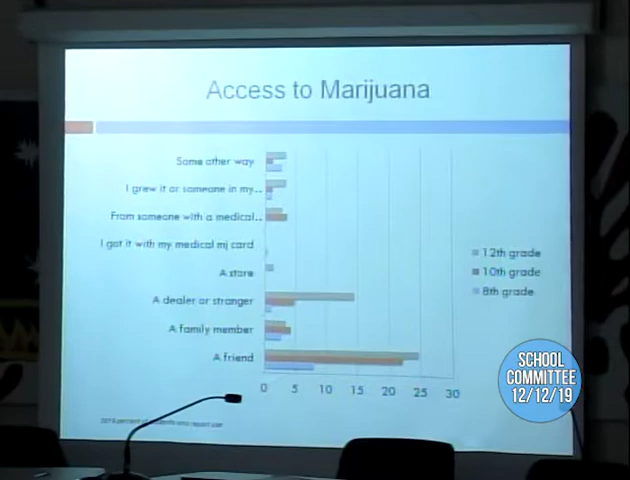 Access to Marijuana
Some other way
I grew it or someone in my...
From someone with a medical..
I got it with my medical mj card
A store
A dealer or stranger
A family member
A friend
0 5 10 15 20 25 30
12th grade
10th grade
8th grade
SCHOOL
COMMITTEE
12/12/19